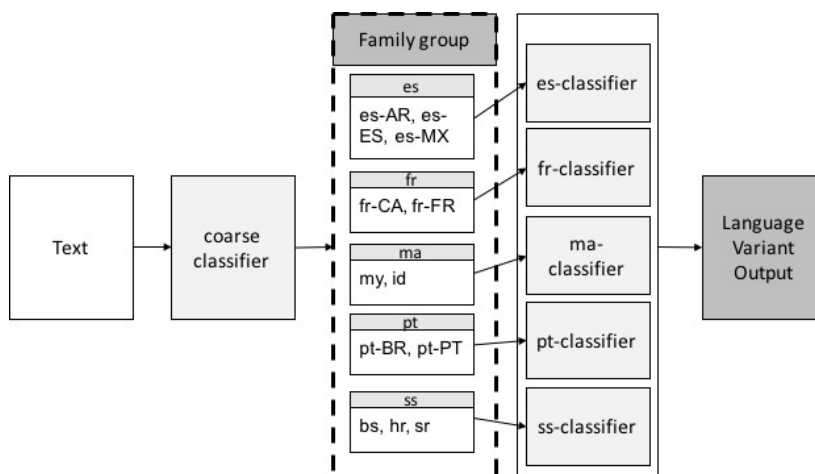 Text
coarse
classifier
Family group
es
es-AR, es-
ES, es-MX
fr
fr-CA, fr-FR
ma
my, id
pt
pt-BR, pt-PT
ss
bs, hr, sr
es-classifier
fr-classifier
ma-
classifier
pt-classifier
ss-classifier
Language
Variant
Output